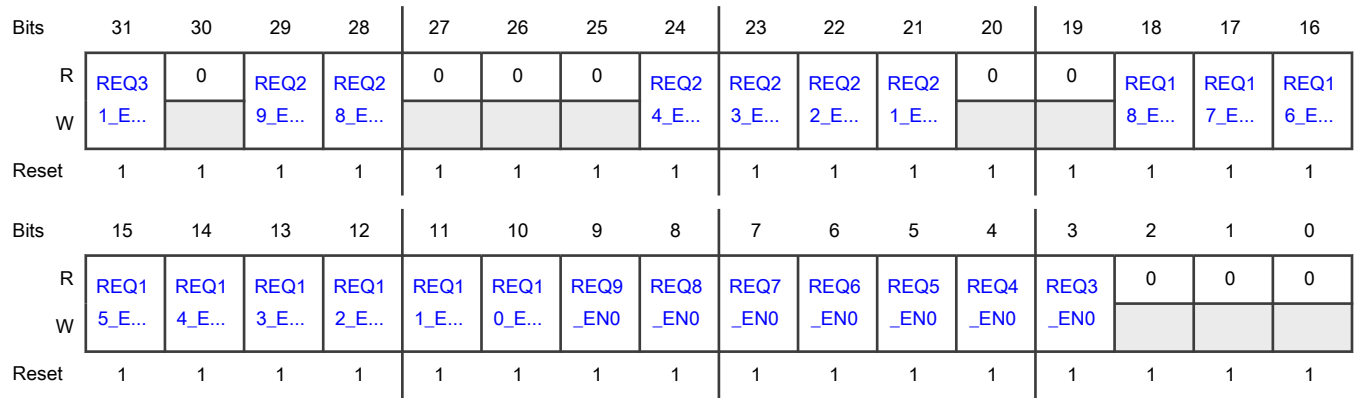 Bits 31 30 29 28 27 26 25 24 23 22 21 20 19 18 17 16
R REQ3 0 REQ2 REQ2 0 0 0 REQ2 REQ2 REQ2 REQ2 0 0 REQ1 REQ1 REQ1
W 1_E... 9_E... 8_E... 4_E... 3_E... 2_E... 1_E... 8_E... 7_E... 6_E...
Reset 1 1 1 1 1 1 1 1 1 1 1 1 1 1 1 1
Bits 15 14 13 12 11 10 9 8 7 6 5 4 3 2 1 0
R REQ1 REQ1 REQ1 REQ1 REQ1 REQ1 REQ9 REQ8 REQ7 REQ6 REQ5 REQ4 REQ3 0 0 0
W 5_E... 4_E... 3_E... 2_E... 1_E... 0_E... _EN0 _EN0 _EN0 _EN0 _EN0 _EN0 _EN0
Reset 1 1 1 1 1 1 1 1 1 1 1 1 1 1 1 1